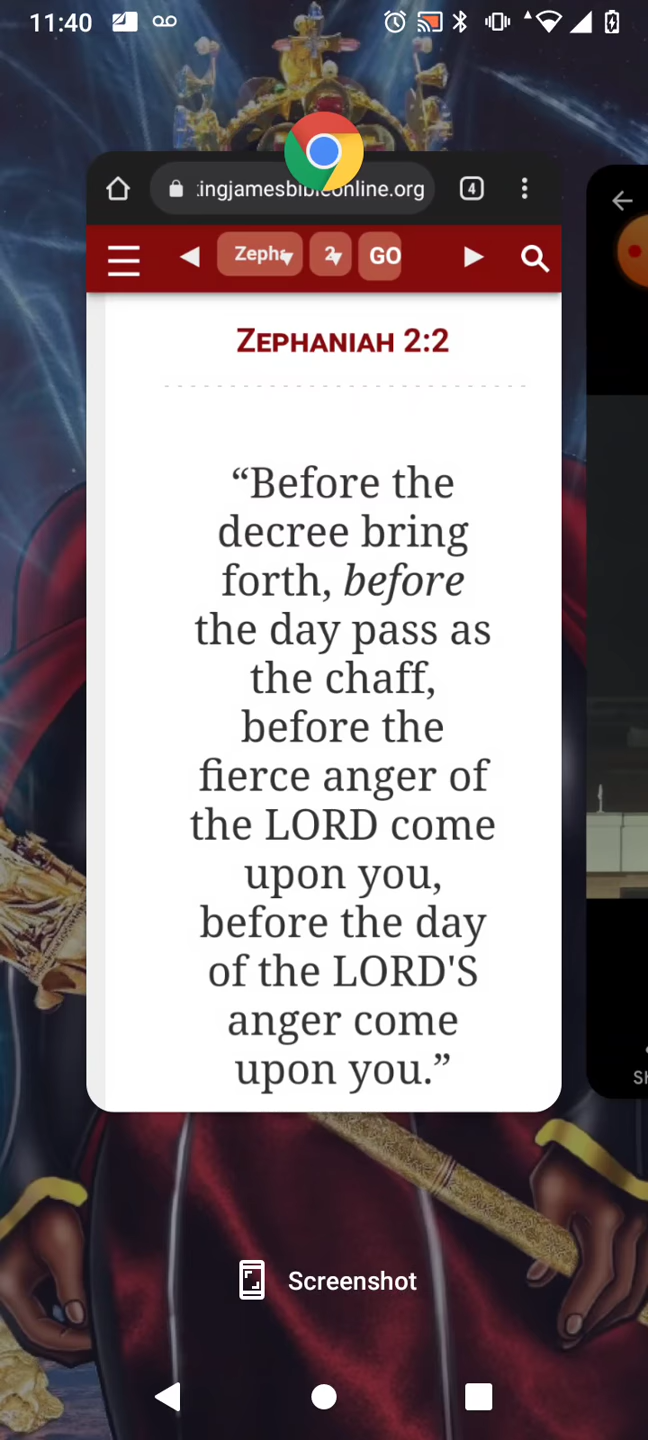 11:40
:ingjamesbibleonline.org
4
Zeph
2
GO
ZEPHANIAH 2:2
“Before the
decree bring
forth, before
the day pass as
the chaff,
before the
fierce anger of
the LORD come
upon you,
before the day
of the LORD'S
anger come
upon you.”
Screenshot